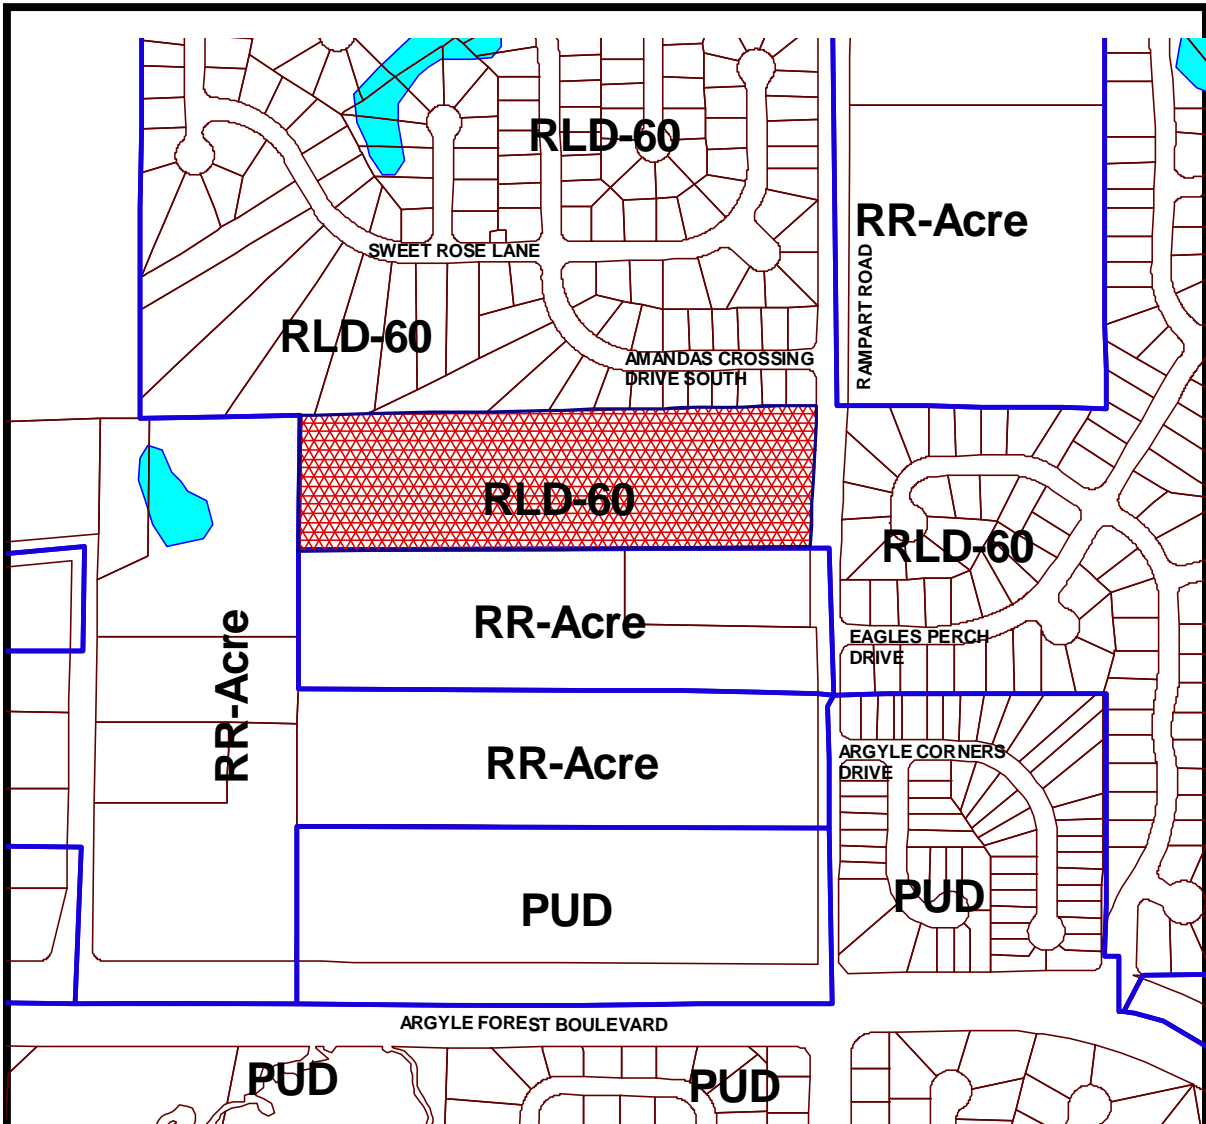 RLD-60
RR-Acre
RAMPART ROAD
SWEET ROSE LANE
RLD-60
AMANDAS CROSSING
DRIVE SOUTH
RLD-60
RLD-60
RR-Acre
RR-Acre
EAGLES PERCH
DRIVE
RR-Acre
ARGYLE CORNERS
DRIVE
PUD
PUD
ARGYLE FOREST BOULEVARD
PUD
PUD